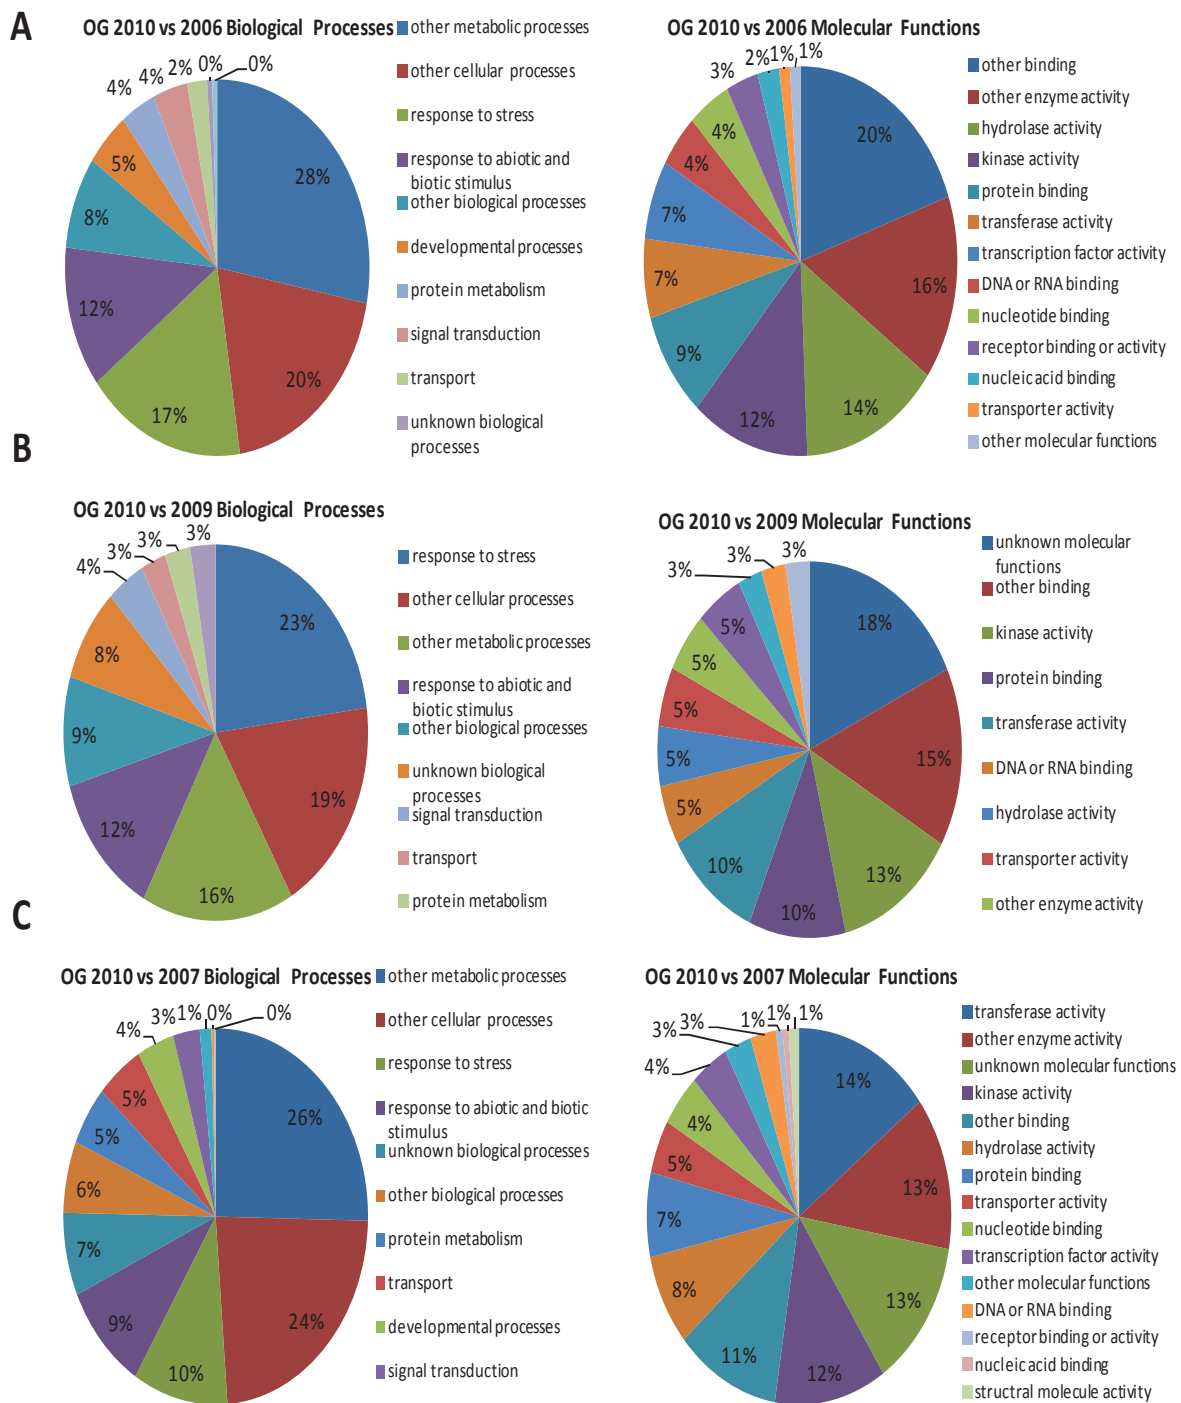 A
OG 2010 vs 2006 Biological Processes
28%
20%
17%
12%
8%
5%
4%
4%
2%
0%
0%
other metabolic processes
other cellular processes
response to stress
response to abiotic and
biotic stimulus
other biological processes
developmental processes
protein metabolism
signal transduction
transport
unknown biological
processes
OG 2010 vs 2006 Molecular Functions
20%
16%
14%
12%
9%
7%
7%
4%
4%
3%
2%
1%
1%
other binding
other enzyme activity
hydrolase activity
kinase activity
protein binding
transferase activity
transcription factor activity
DNA or RNA binding
nucleotide binding
receptor binding or activity
nucleic acid binding
transporter activity
other molecular functions
B
OG 2010 vs 2009 Biological Processes
23%
19%
16%
12%
9%
8%
4%
3%
3%
3%
response to stress
other cellular processes
other metabolic processes
response to abiotic and
biotic stimulus
other biological processes
unknown biological
processes
signal transduction
transport
protein metabolism
OG 2010 vs 2009 Molecular Functions
18%
15%
13%
10%
10%
5%
5%
5%
5%
5%
3%
3%
3%
unknown molecular
functions
other binding
kinase activity
protein binding
transferase activity
DNA or RNA binding
hydrolase activity
transporter activity
other enzyme activity
C
OG 2010 vs 2007 Biological Processes
26%
24%
10%
9%
7%
6%
5%
5%
4%
3%
1%
0%
0%
other metabolic processes
other cellular processes
response to stress
response to abiotic and biotic
stimulus
unknown biological processes
other biological processes
protein metabolism
transport
developmental processes
signal transduction
OG 2010 vs 2007 Molecular Functions
14%
13%
13%
12%
11%
8%
7%
5%
4%
4%
3%
3%
1%
1%
1%
transferase activity
other enzyme activity
unknown molecular functions
kinase activity
other binding
hydrolase activity
protein binding
transporter activity
nucleotide binding
transcription factor activity
other molecular functions
DNA or RNA binding
receptor binding or activity
nucleic acid binding
structral molecule activity